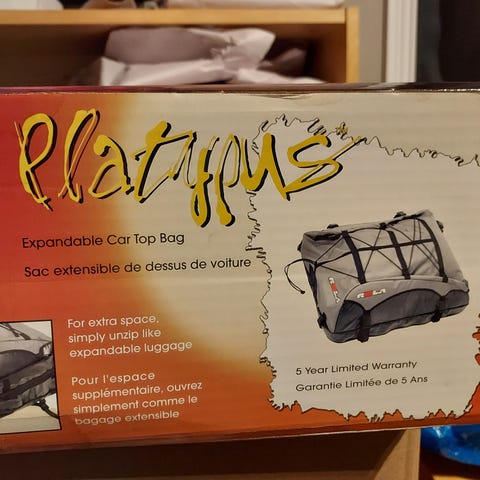 Platypus
Expandable Car Top Bag
Sac extensible de dessus de voiture
For extra space,
simply unzip like
expandable luggage
Pour l'espace
supplémentaire, ouvrez
simplement comme le
bagage extensible
ROLA
5 Year Limited Warranty
Garantie Limitée de 5 Ans